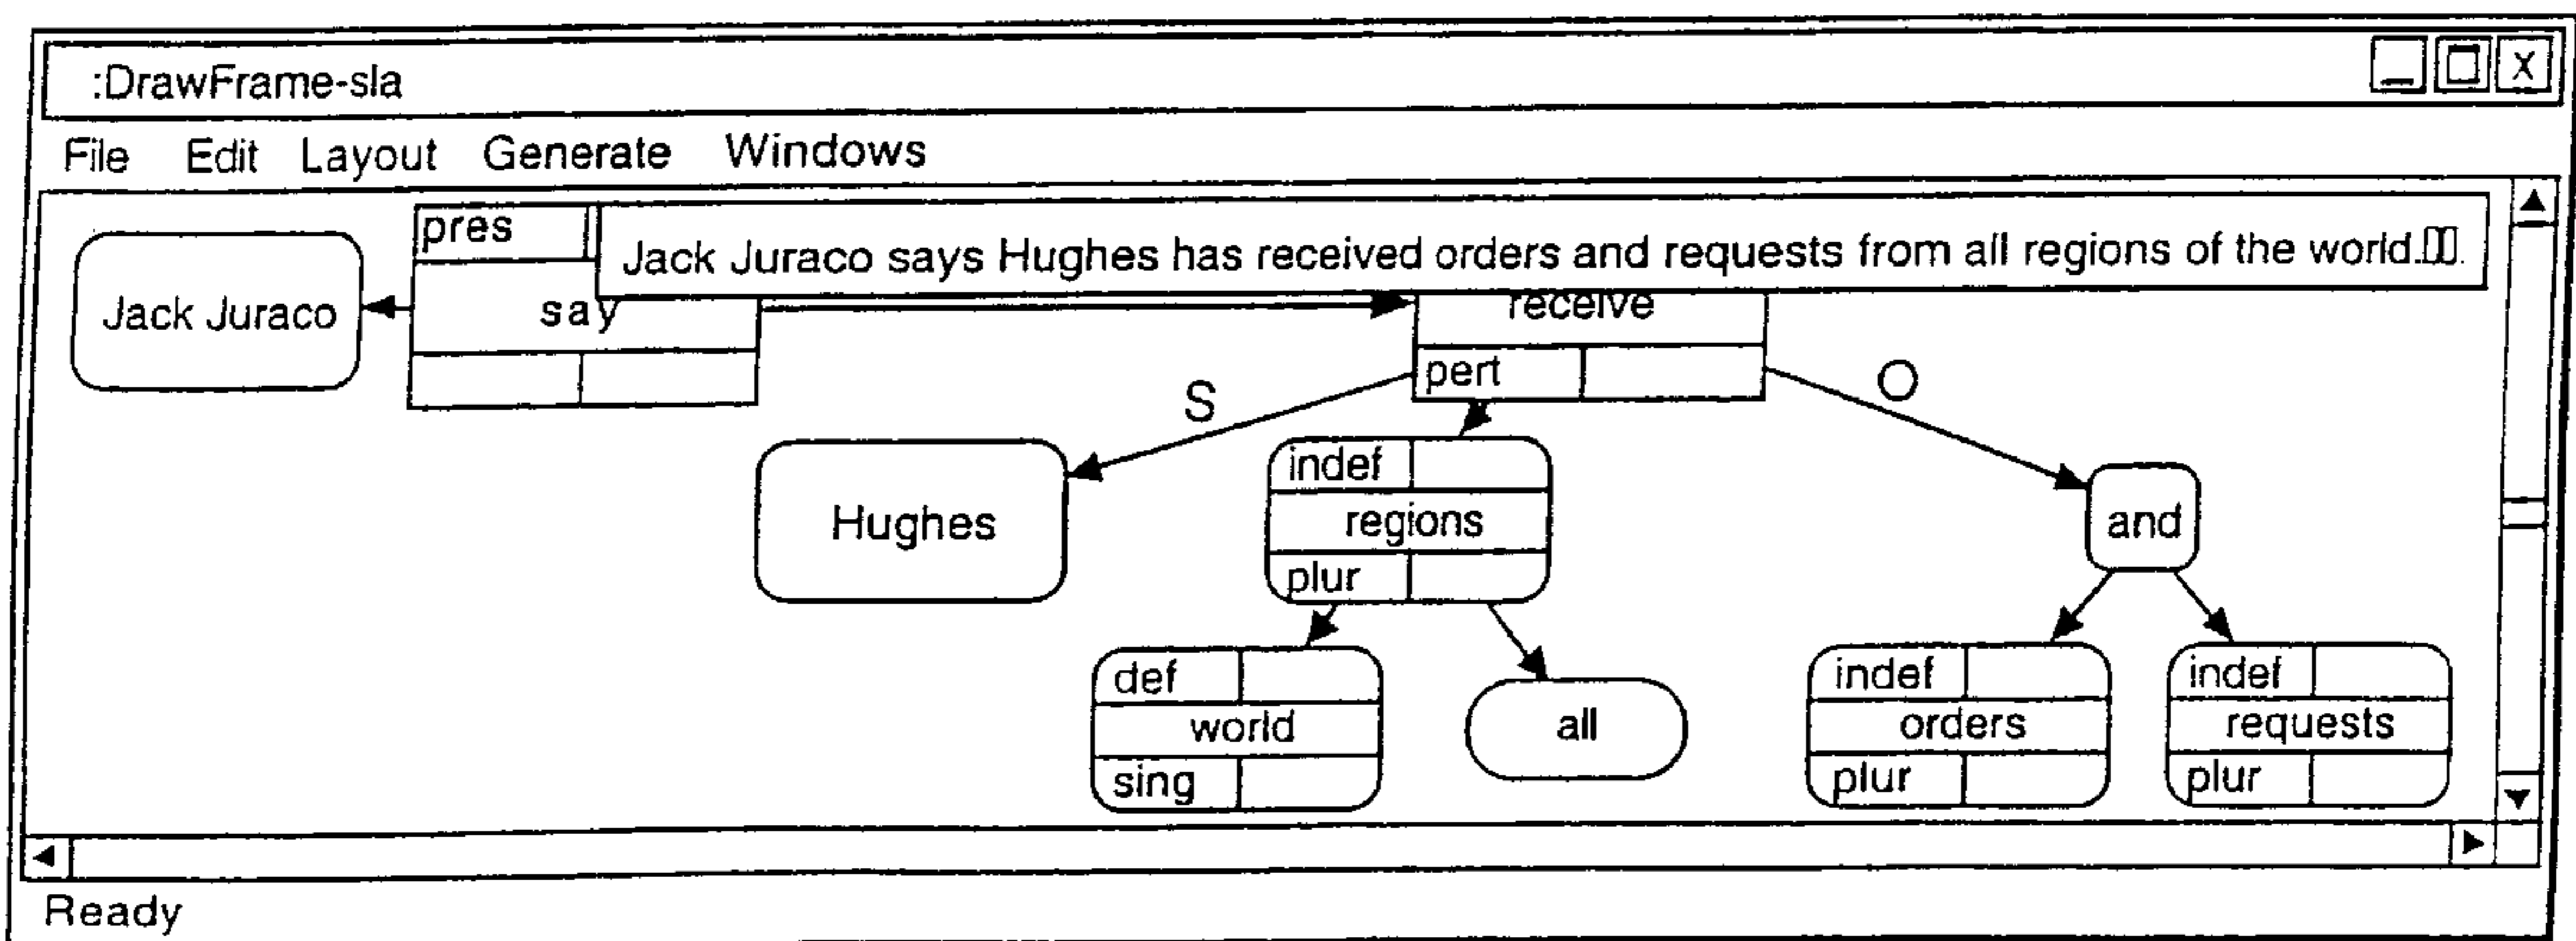 :DrawFrame-sla
X
File Edit Layout Generate Windows
pres
Jack Juraco says Hughes has received orders and requests from all regions of the world.
Jack Juraco
say
receive
pert
S
O
Hughes
indef
regions
plur
and
def
world
sing
all
indef
orders
plur
indef
requests
plur
Ready